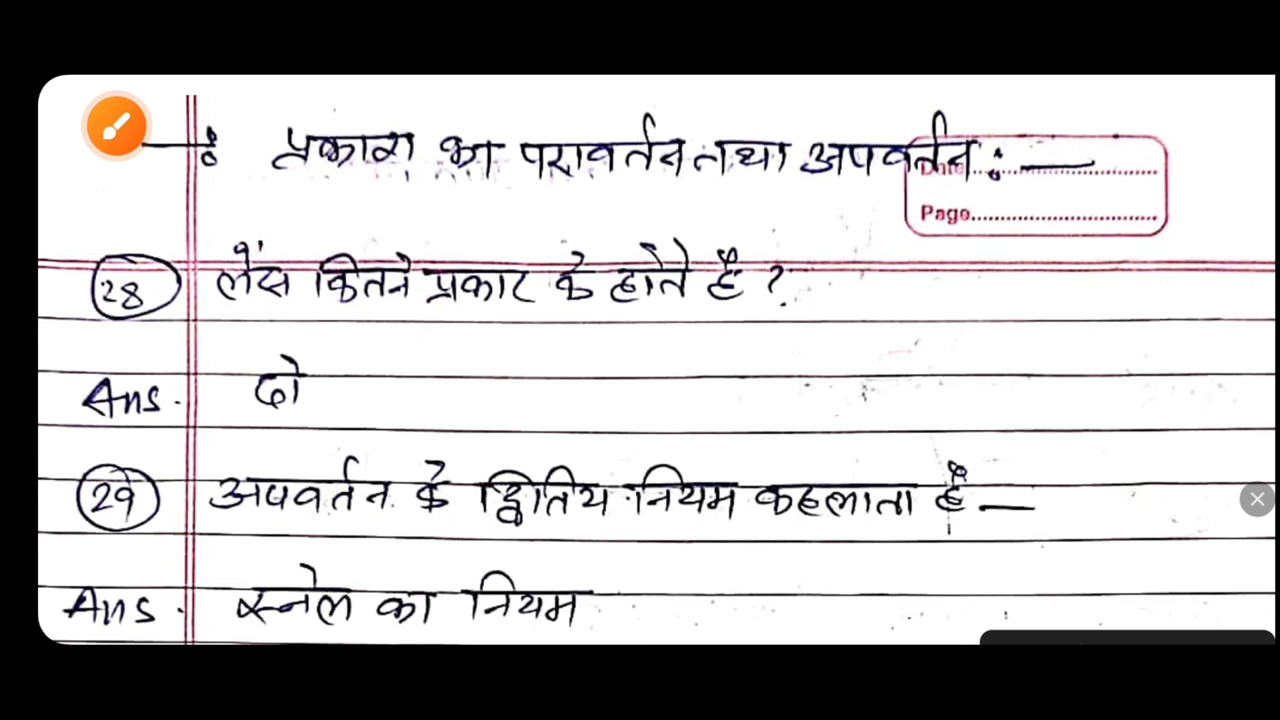 —: प्रकाश का परावर्तन तथा अपवर्तन :—
Date
Page
28 लेंस कितने प्रकार के होते हैं ?
Ans. दो
29 अपवर्तन के द्वितिय नियम कहलाता है —
Ans. स्नेल का नियम